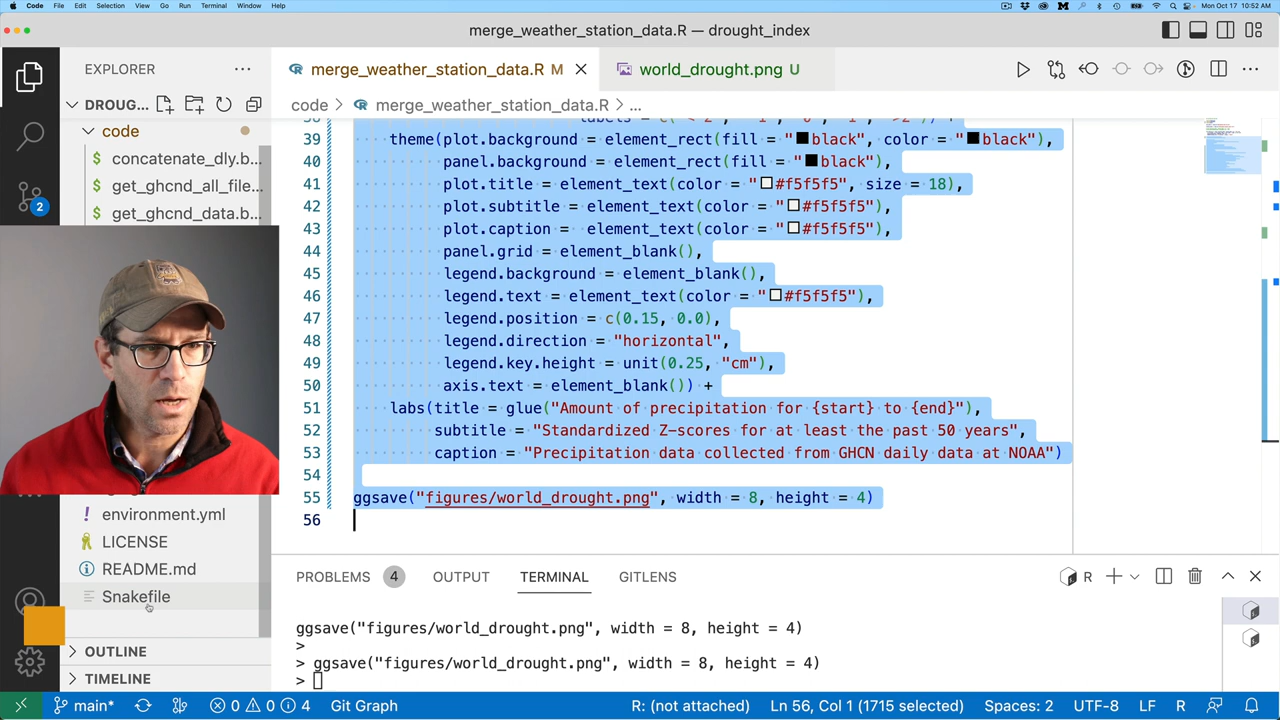 Code File Edit Selection View Go Run Terminal Window Help Mon Oct 17 10:52 AM
merge_weather_station_data.R — drought_index
EXPLORER
merge_weather_station_data.R M
world_drought.png U
DROUG...
code > merge_weather_station_data.R > ...
code
concatenate_dly.b...
get_ghcnd_all_file...
get_ghcnd_data.b...
2
environment.yml
LICENSE
README.md
Snakefile
OUTLINE
TIMELINE
39 theme(plot.background = element_rect(fill = "black", color = "black"),
40 panel.background = element_rect(fill = "black"),
41 plot.title = element_text(color = "#f5f5f5", size = 18),
42 plot.subtitle = element_text(color = "#f5f5f5"),
43 plot.caption = element_text(color = "#f5f5f5"),
44 panel.grid = element_blank(),
45 legend.background = element_blank(),
46 legend.text = element_text(color = "#f5f5f5"),
47 legend.position = c(0.15, 0.0),
48 legend.direction = "horizontal",
49 legend.key.height = unit(0.25, "cm"),
50 axis.text = element_blank()) +
51 labs(title = glue("Amount of precipitation for {start} to {end}"),
52 subtitle = "Standardized Z-scores for at least the past 50 years",
53 caption = "Precipitation data collected from GHCN daily data at NOAA")
54
55 ggsave("figures/world_drought.png", width = 8, height = 4)
56
PROBLEMS 4 OUTPUT TERMINAL GITLENS
R
ggsave("figures/world_drought.png", width = 8, height = 4)
>
> ggsave("figures/world_drought.png", width = 8, height = 4)
>
main* 0 0 4 Git Graph R: (not attached) Ln 56, Col 1 (1715 selected) Spaces: 2 UTF-8 LF R